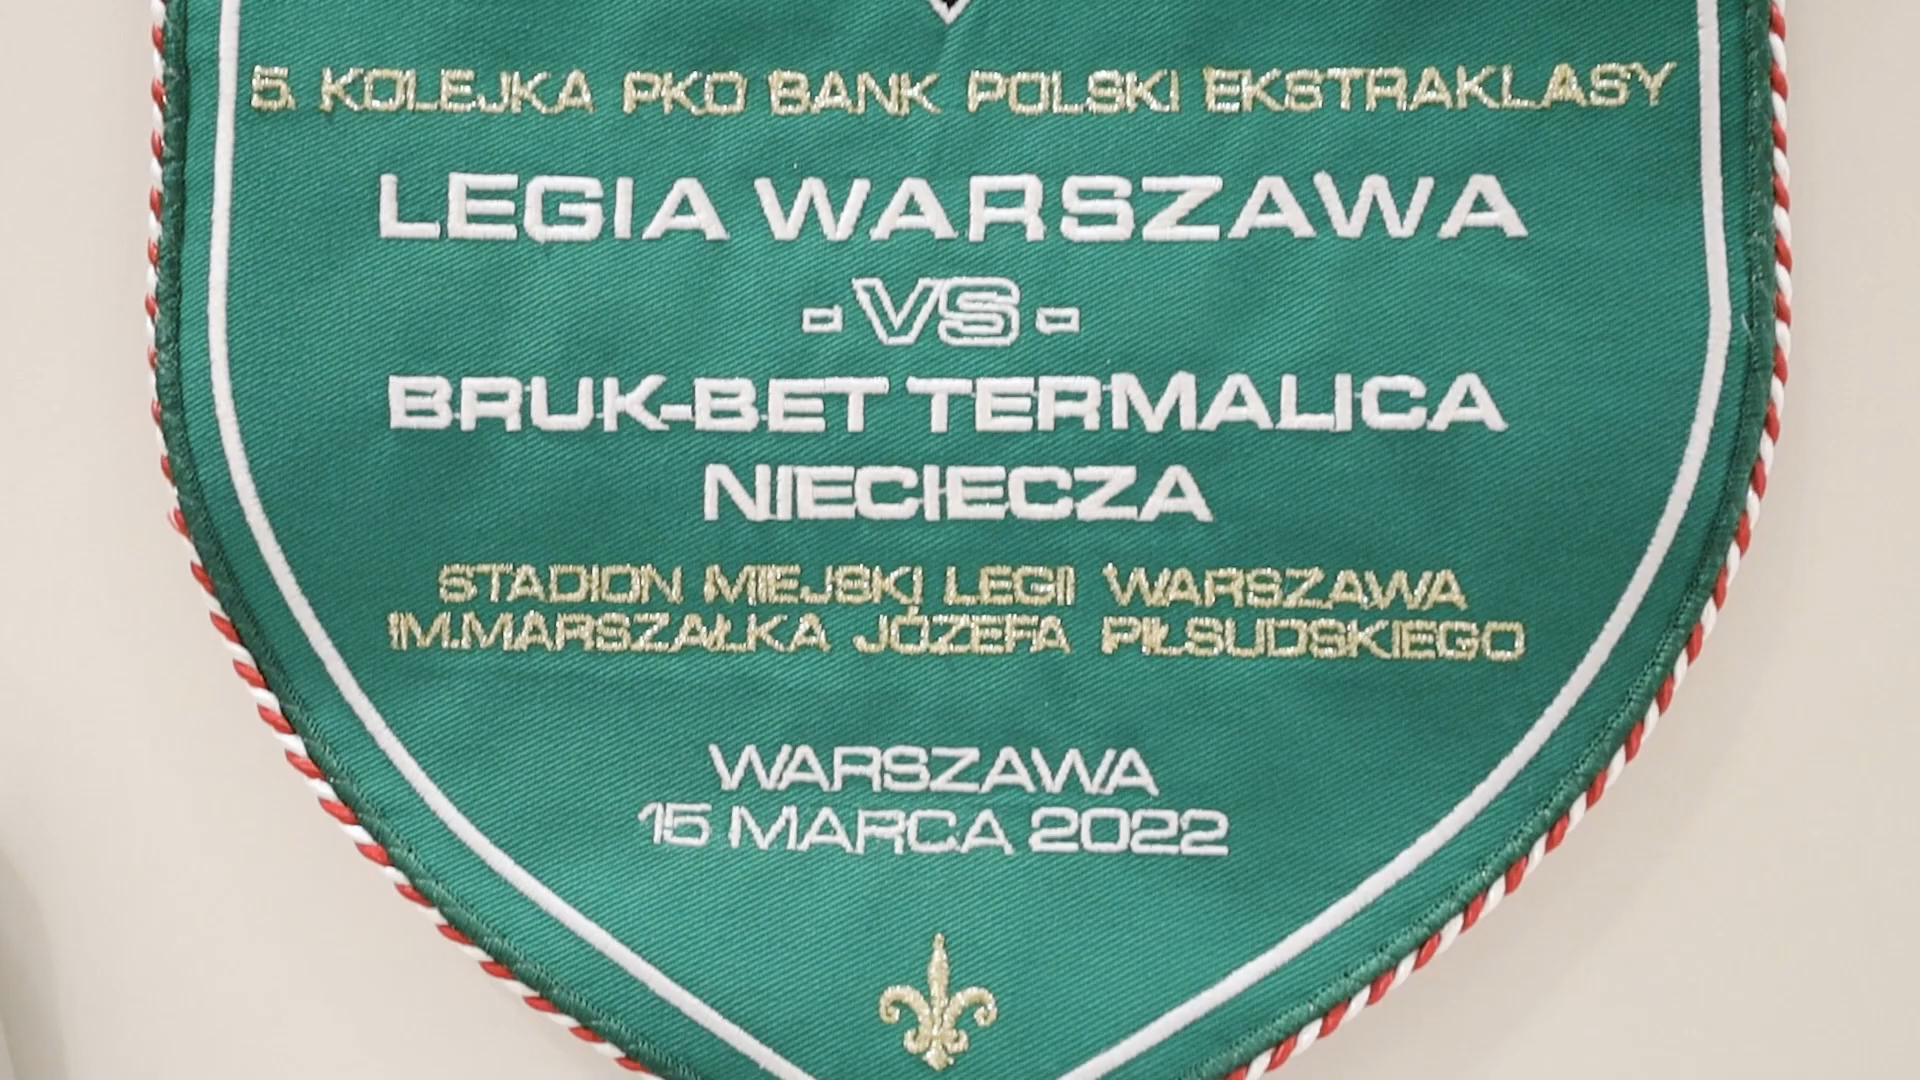 5. KOLEJKA PKO BANK POLSKI EKSTRAKLASY
LEGIA WARSZAWA
- VS -
BRUK-BET TERMALICA
NIECIECZA
STADION MIEJSKI LEGII WARSZAWA
IM.MARSZAŁKA JÓZEFA PIŁSUDSKIEGO
WARSZAWA
15 MARCA 2022